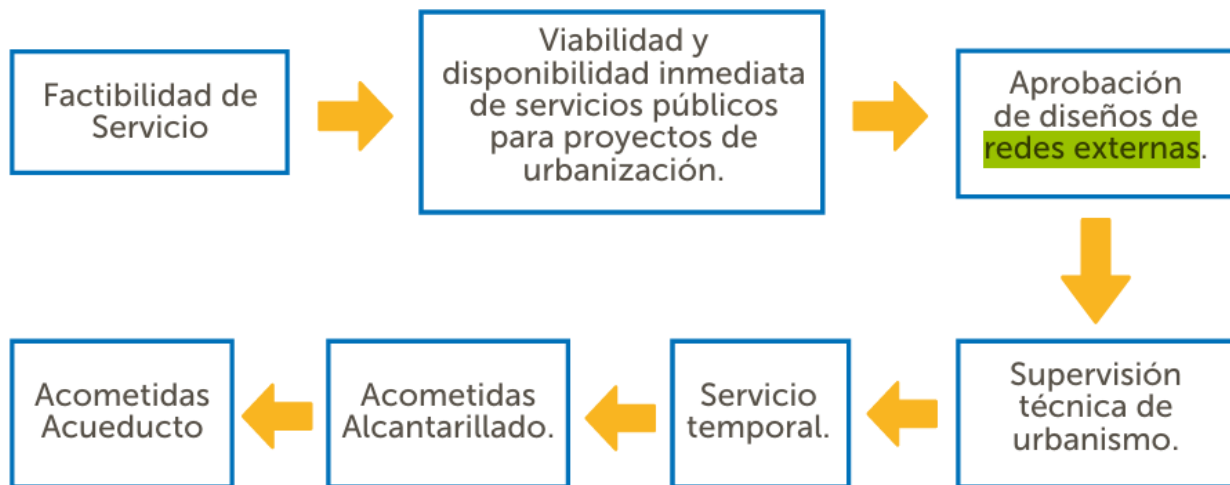 Factibilidad de
Servicio
Viabilidad y
disponibilidad inmediata
de servicios públicos
para proyectos de
urbanización.
Aprobación
de diseños de
redes externas.
Supervisión
técnica de
urbanismo.
Servicio
temporal.
Acometidas
Alcantarillado.
Acometidas
Acueducto